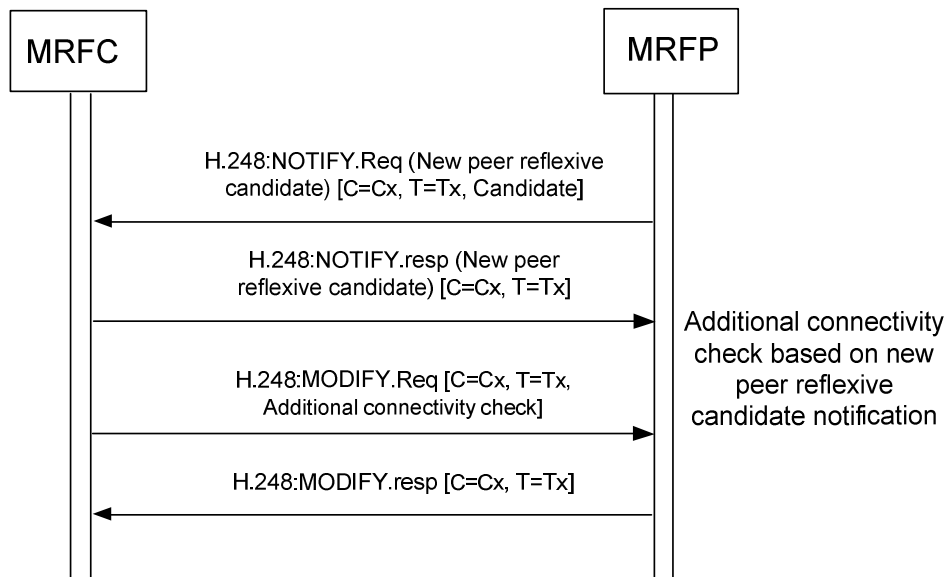 MRFC
MRFP
H.248:NOTIFY.Req (New peer reflexive
candidate) [C=Cx, T=Tx, Candidate]
H.248:NOTIFY.resp (New peer
reflexive candidate) [C=Cx, T=Tx]
Additional connectivity
check based on new
peer reflexive
candidate notification
H.248:MODIFY.Req [C=Cx, T=Tx,
Additional connectivity check]
H.248:MODIFY.resp [C=Cx, T=Tx]